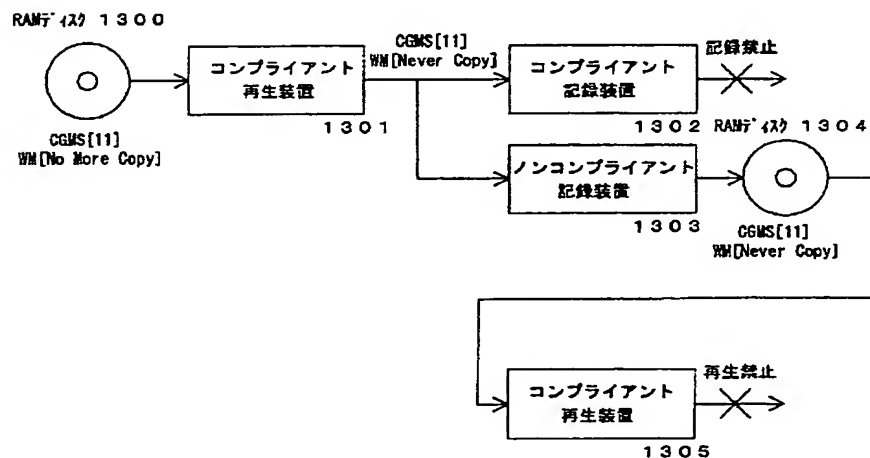 RAMディスク 1300
CGMS[11]
WM[No More Copy]
コンプライアント
再生装置
1301
CGMS[11]
WM[Never Copy]
コンプライアント
記録装置
1302
記録禁止
RAMディスク 1304
ノンコンプライアント
記録装置
1303
CGMS[11]
WM[Never Copy]
コンプライアント
再生装置
1305
再生禁止